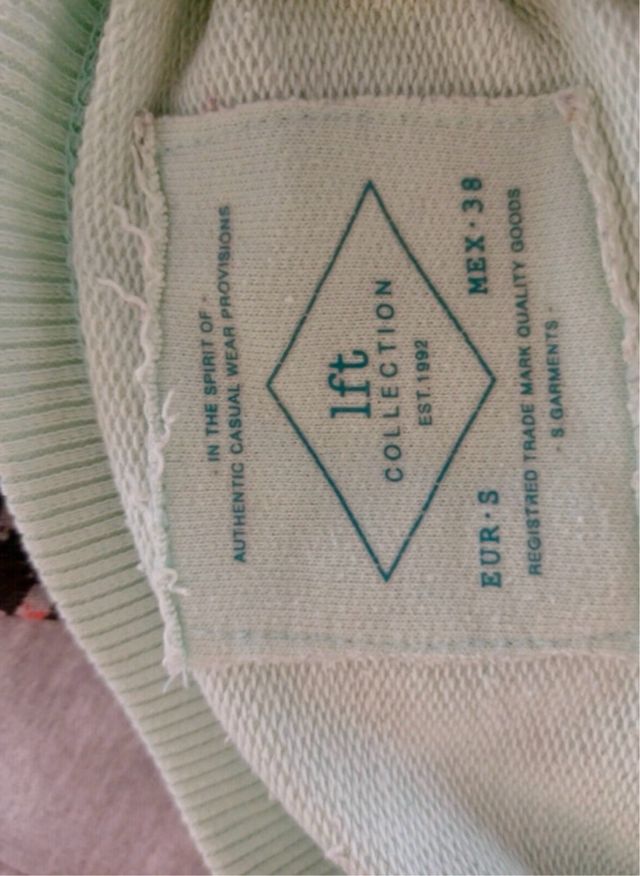 · IN THE SPIRIT OF ·
AUTHENTIC CASUAL WEAR PROVISIONS
lft
COLLECTION
EST.1992
EUR·S MEX·38
REGISTRED TRADE MARK QUALITY GOODS
· S GARMENTS ·